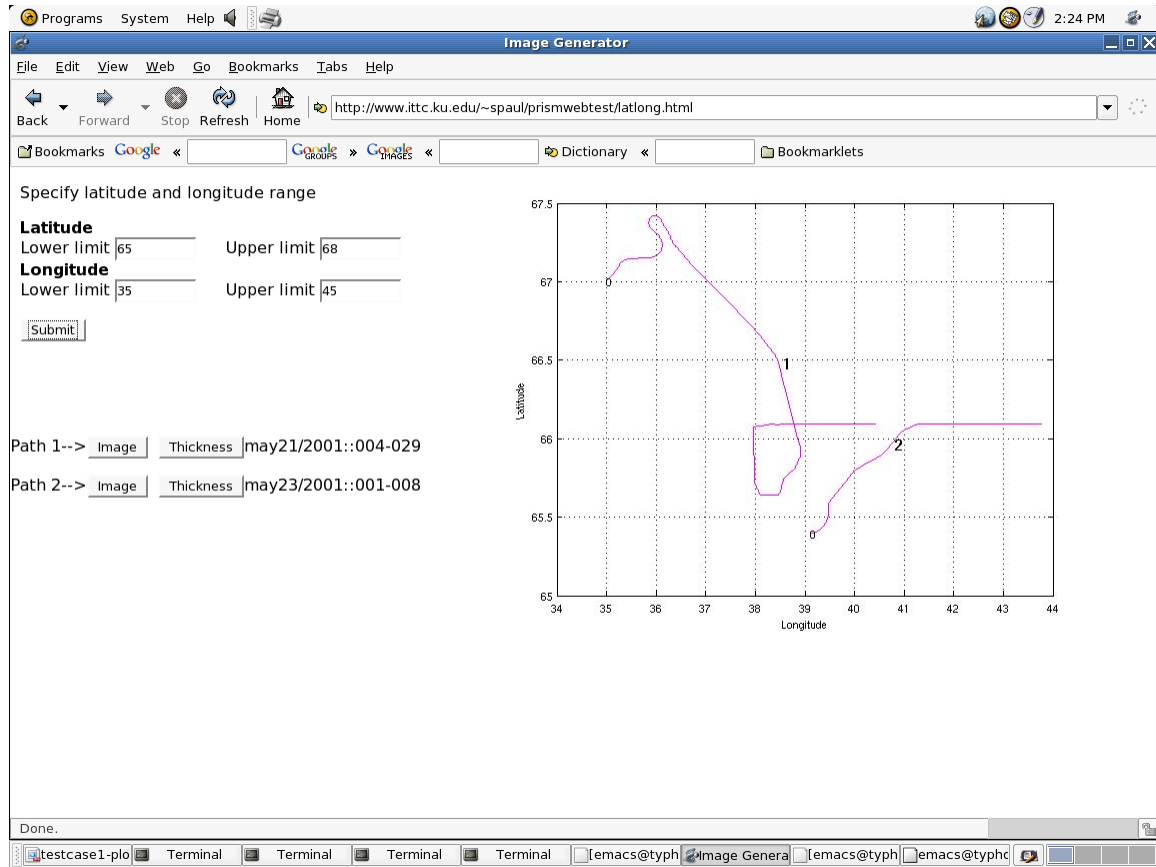 Programs System Help 2:24 PM
Image Generator
File Edit View Web Go Bookmarks Tabs Help
Back Forward Stop Refresh Home http://www.ittc.ku.edu/~spaul/prismwebtest/latlong.html
Bookmarks Google « Google GROUPS » Google IMAGES « Dictionary « Bookmarklets
Specify latitude and longitude range
Latitude
Lower limit 65 Upper limit 68
Longitude
Lower limit 35 Upper limit 45
Submit
Path 1--> Image Thickness may21/2001::004-029
Path 2--> Image Thickness may23/2001::001-008
67.5
67
66.5
66
65.5
65
Latitude
0
1
2
0
34 35 36 37 38 39 40 41 42 43 44
Longitude
Done.
testcase1-plo Terminal Terminal Terminal Terminal [emacs@typh Image Genera [emacs@typh emacs@typhc